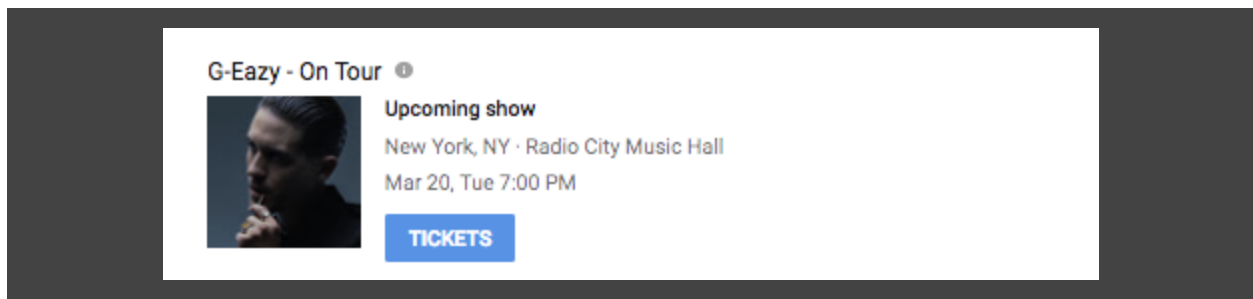 G-Eazy - On Tour
Upcoming show
New York, NY · Radio City Music Hall
Mar 20, Tue 7:00 PM
TICKETS